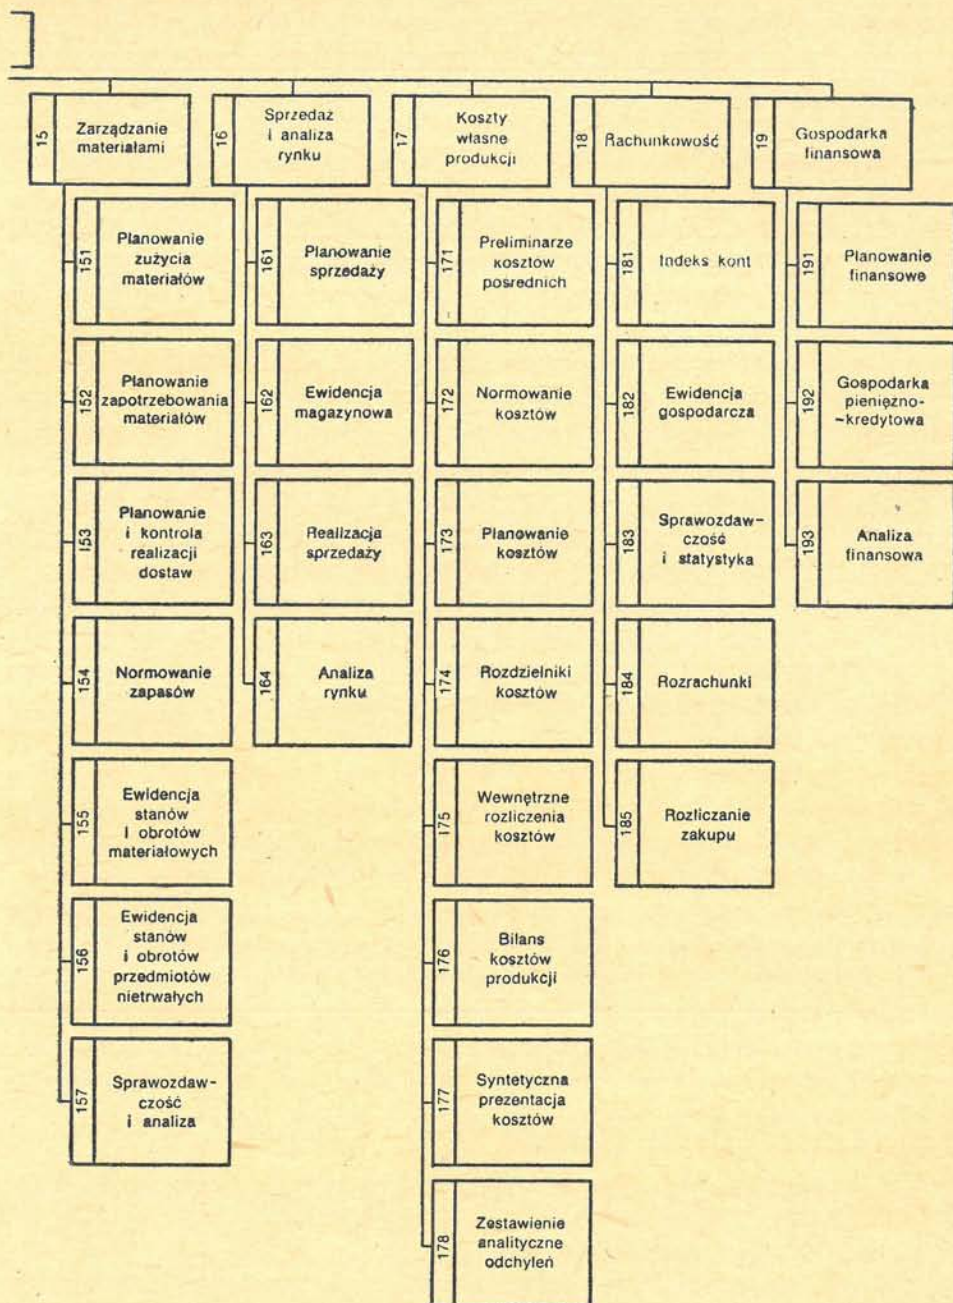 15
Zarządzanie
materiałami
151
Planowanie
zużycia
materiałów
152
Planowanie
zapotrzebowania
materiałów
153
Planowanie
i kontrola
realizacji
dostaw
154
Normowanie
zapasów
155
Ewidencja
stanów
i obrotów
materiałowych
156
Ewidencja
stanów
i obrotów
przedmiotów
nietrwałych
157
Sprawozdaw-
czość
i analiza
16
Sprzedaż
i analiza
rynku
161
Planowanie
sprzedaży
162
Ewidencja
magazynowa
163
Realizacja
sprzedaży
164
Analiza
rynku
17
Koszty
własne
produkcji
171
Preliminarze
kosztow
posrednich
172
Normowanie
kosztów
173
Planowanie
kosztów
174
Rozdzielniki
kosztów
175
Wewnętrzne
rozliczenia
kosztów
176
Bilans
kosztów
produkcji
177
Syntetyczna
prezentacja
kosztów
178
Zestawienie
analityczne
odchyleń
18
Rachunkowość
181
Indeks kont
182
Ewidencja
gospodarcza
183
Sprawozdaw-
czość
i statystyka
184
Rozrachunki
185
Rozliczanie
zakupu
19
Gospodarka
finansowa
191
Planowanie
finansowe
192
Gospodarka
pieniężno-
-kredytowa
193
Analiza
finansowa